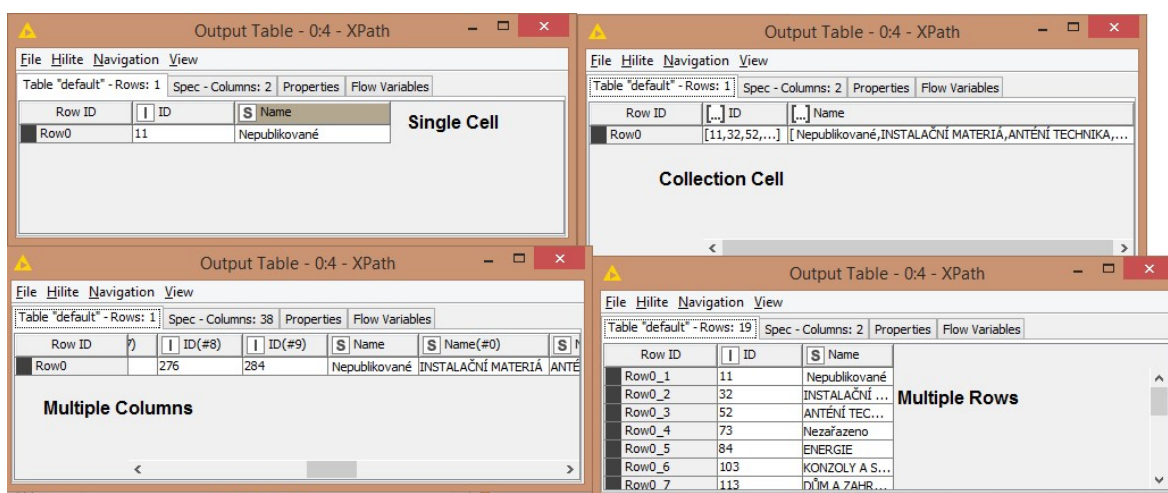 Output Table - 0:4 - XPath
File Hilite Navigation View
Table "default" - Rows: 1 Spec - Columns: 2 Properties Flow Variables
Row ID I ID S Name
Row0 11 Nepublikované
Single Cell
Output Table - 0:4 - XPath
File Hilite Navigation View
Table "default" - Rows: 1 Spec - Columns: 2 Properties Flow Variables
Row ID [...] ID [...] Name
Row0 [11,32,52,...] [ Nepublikované,INSTALAČNÍ MATERIÁ,ANTÉNÍ TECHNIKA,...
Collection Cell
Output Table - 0:4 - XPath
File Hilite Navigation View
Table "default" - Rows: 1 Spec - Columns: 38 Properties Flow Variables
Row ID 7) I ID(#8) I ID(#9) S Name S Name(#0) S
Row0 276 284 Nepublikované INSTALAČNÍ MATERIÁ ANTÉ
Multiple Columns
Output Table - 0:4 - XPath
File Hilite Navigation View
Table "default" - Rows: 19 Spec - Columns: 2 Properties Flow Variables
Row ID I ID S Name
Row0_1 11 Nepublikované
Row0_2 32 INSTALAČNÍ ...
Row0_3 52 ANTÉNÍ TEC...
Row0_4 73 Nezařazeno
Row0_5 84 ENERGIE
Row0_6 103 KONZOLY A S...
Row0_7 113 DŮM A ZAHR...
Multiple Rows